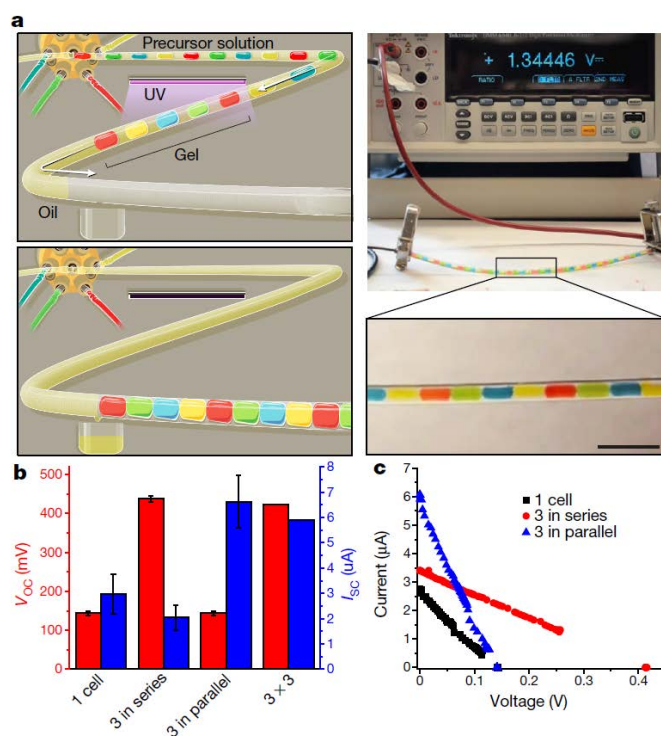 a
Precursor solution
UV
Gel
Oil
Tektronix
+ 1.34446 V
RATIO
b
V_OC (mV)
500
400
300
200
100
0
8
7
6
5
4
3
2
1
0
I_SC (μA)
1 cell
3 in series
3 in parallel
3 × 3
c
Current (μA)
6
5
4
3
2
1
0
1 cell
3 in series
3 in parallel
0
0.1
0.2
0.3
0.4
Voltage (V)